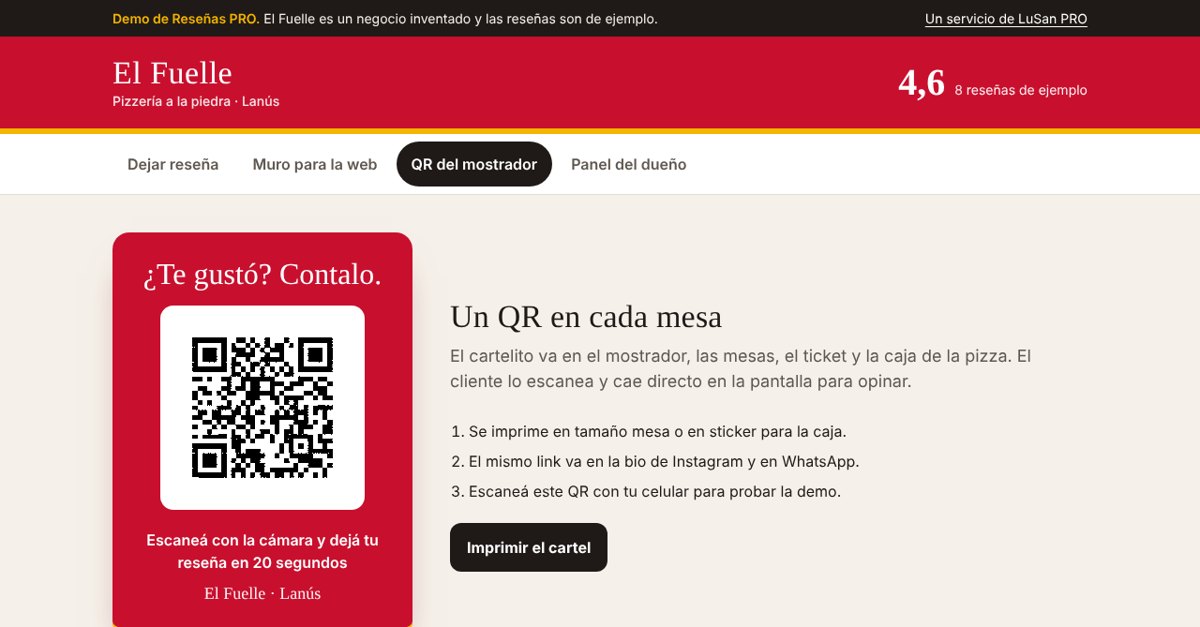 Demo de Reseñas PRO. El Fuelle es un negocio inventado y las reseñas son de ejemplo.
Un servicio de LuSan PRO
El Fuelle
Pizzería a la piedra · Lanús
4,6 8 reseñas de ejemplo
Dejar reseña
Muro para la web
QR del mostrador
Panel del dueño
¿Te gustó? Contalo.
Escaneá con la cámara y dejá tu
reseña en 20 segundos
El Fuelle · Lanús
Un QR en cada mesa
El cartelito va en el mostrador, las mesas, el ticket y la caja de la pizza. El
cliente lo escanea y cae directo en la pantalla para opinar.
1. Se imprime en tamaño mesa o en sticker para la caja.
2. El mismo link va en la bio de Instagram y en WhatsApp.
3. Escaneá este QR con tu celular para probar la demo.
Imprimir el cartel